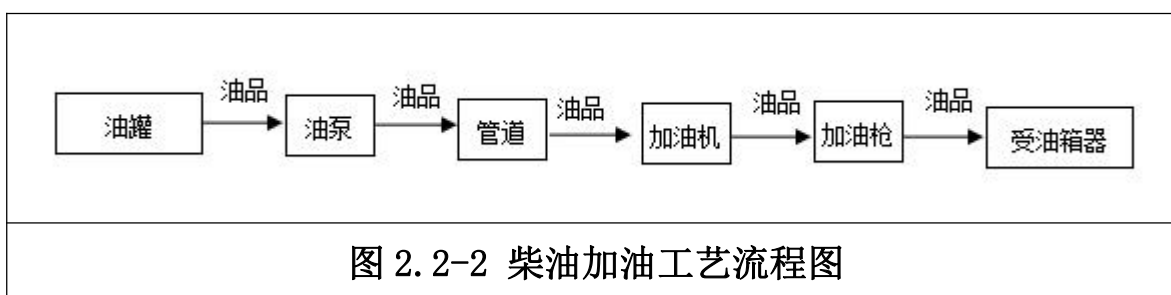 油品 油品 油品 油品 油品
油罐 油泵 管道 加油机 加油枪 受油箱器
图 2.2-2 柴油加油工艺流程图